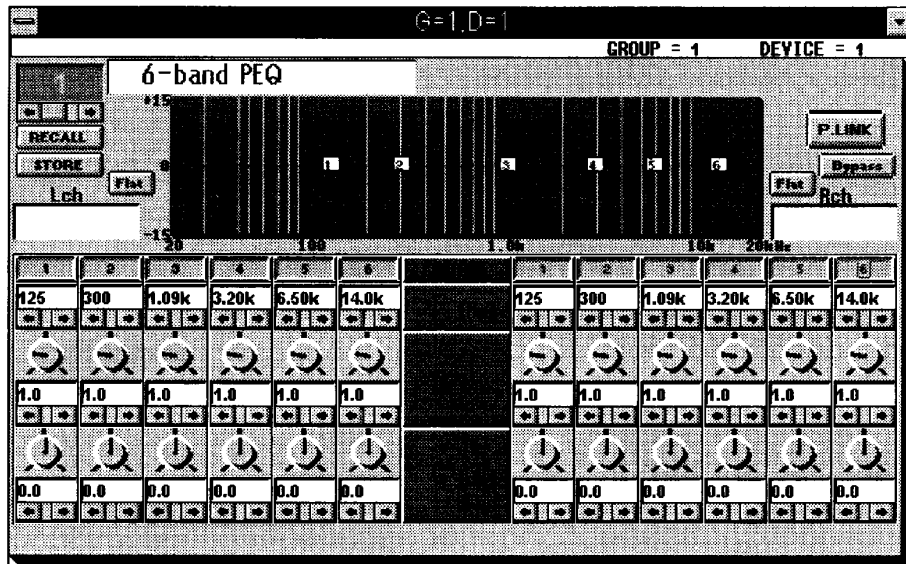 G=1,D=1
GROUP = 1 DEVICE = 1
1 6-band PEQ
+15
RECALL P.LINK
STORE 0 1 2 3 4 5 6 Bypass
Flat Flat
Lch Rch
-15
20 100 1.0k 10k 20kHz
1 2 3 4 5 6 1 2 3 4 5 6
125 300 1.09k 3.20k 6.50k 14.0k 125 300 1.09k 3.20k 6.50k 14.0k
1.0 1.0 1.0 1.0 1.0 1.0 1.0 1.0 1.0 1.0 1.0 1.0
0.0 0.0 0.0 0.0 0.0 0.0 0.0 0.0 0.0 0.0 0.0 0.0